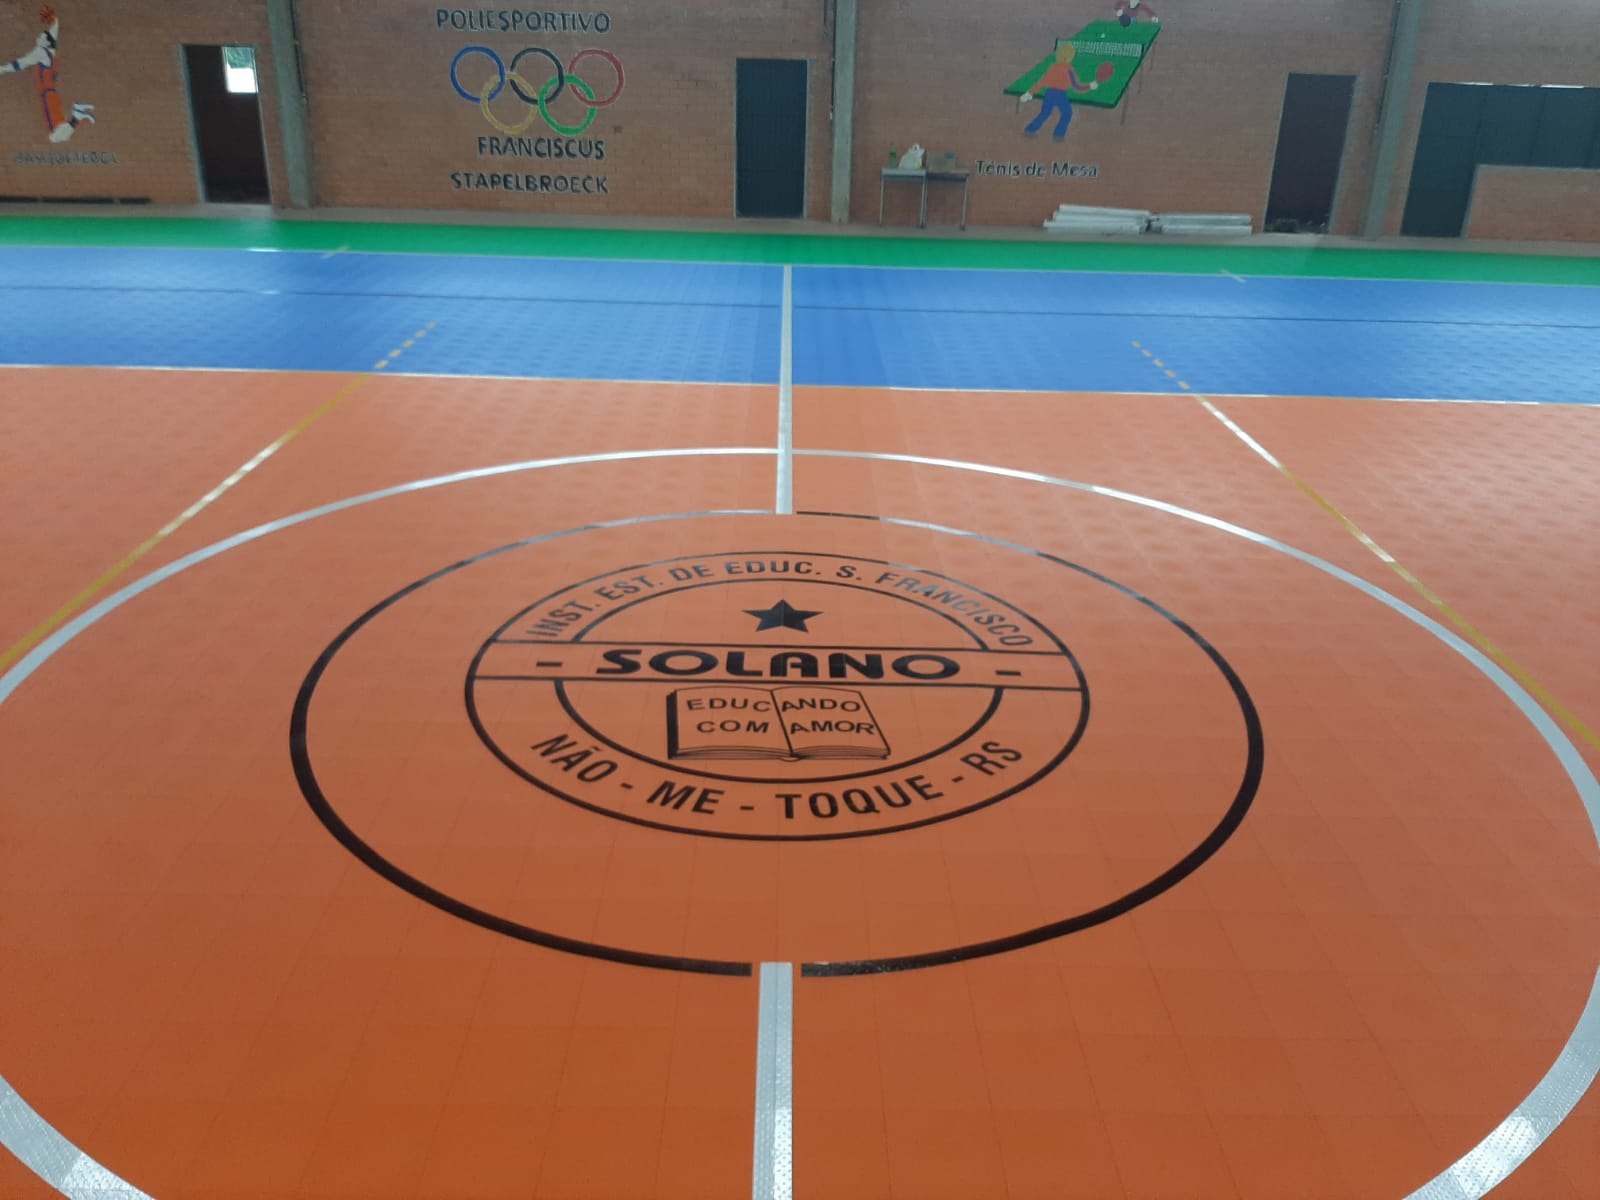 POLIESPORTIVO
FRANCISCUS
STAPELBROECK
BASQUETEBOL
Tênis de Mesa
INST. EST. DE EDUC. S. FRANCISCO
- SOLANO -
EDUCANDO
COM AMOR
NÃO - ME - TOQUE - RS